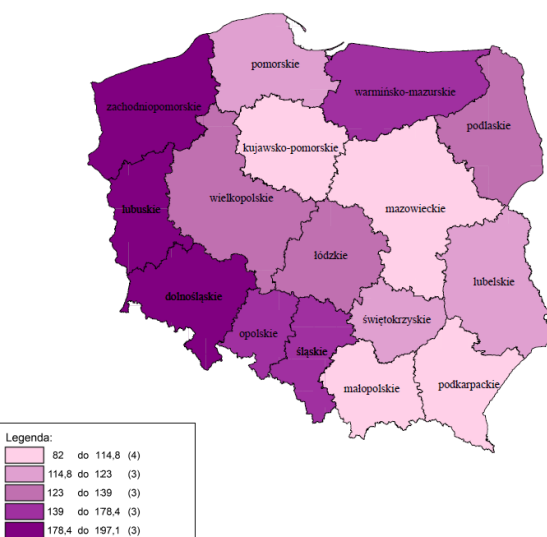 pomorskie
warmińsko-mazurskie
zachodniopomorskie
podlaskie
kujawsko-pomorskie
wielkopolskie
mazowieckie
lubuskie
łódzkie
lubelskie
dolnośląskie
świętokrzyskie
opolskie
śląskie
małopolskie
podkarpackie
Legenda:
82 do 114,8 (4)
114,8 do 123 (3)
123 do 139 (3)
139 do 178,4 (3)
178,4 do 197,1 (3)